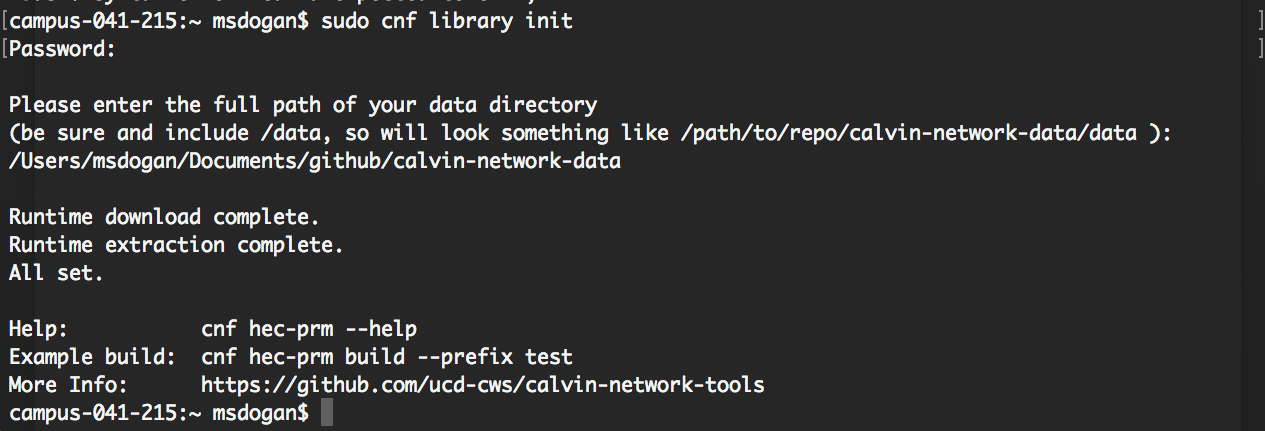 [campus-041-215:~ msdogan$ sudo cnf library init ]
[Password: ]
Please enter the full path of your data directory
(be sure and include /data, so will look something like /path/to/repo/calvin-network-data/data ):
/Users/msdogan/Documents/github/calvin-network-data
Runtime download complete.
Runtime extraction complete.
All set.
Help: cnf hec-prm --help
Example build: cnf hec-prm build --prefix test
More Info: https://github.com/ucd-cws/calvin-network-tools
campus-041-215:~ msdogan$